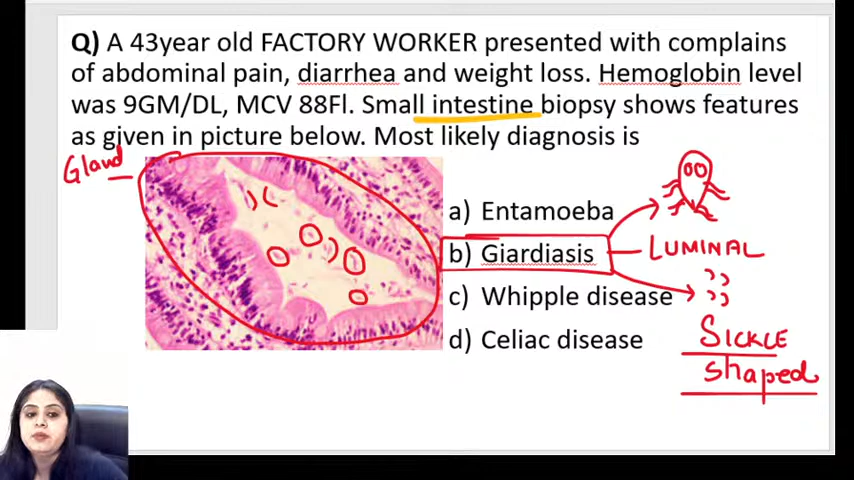 Q) A 43year old FACTORY WORKER presented with complains
of abdominal pain, diarrhea and weight loss. Hemoglobin level
was 9GM/DL, MCV 88Fl. Small intestine biopsy shows features
as given in picture below. Most likely diagnosis is
Gland
a) Entamoeba
b) Giardiasis
LUMINAL
c) Whipple disease
d) Celiac disease
SICKLE
shaped